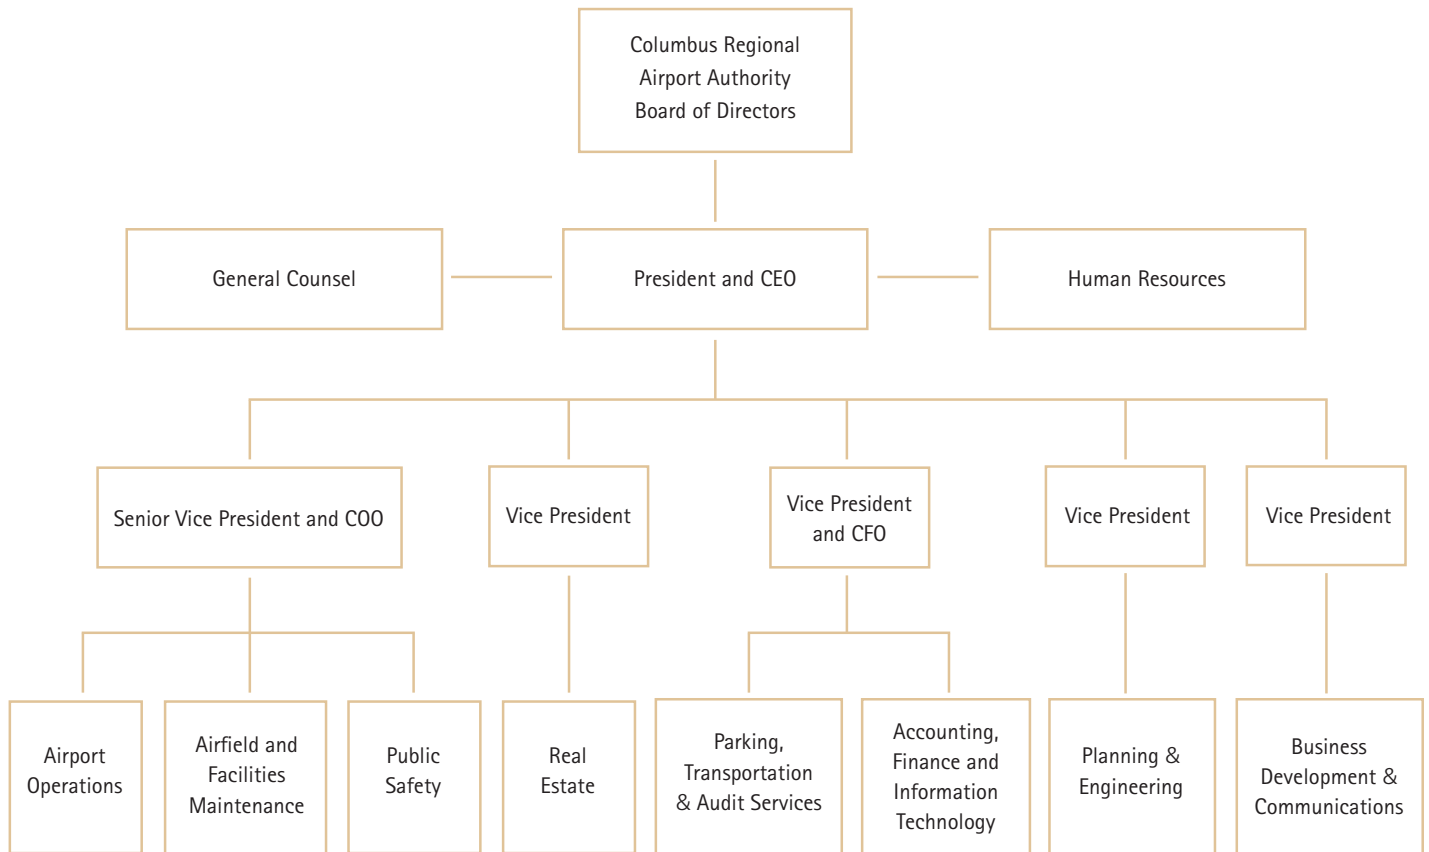 Columbus Regional
Airport Authority
Board of Directors
General Counsel
President and CEO
Human Resources
Senior Vice President and COO
Vice President
Vice President
and CFO
Vice President
Vice President
Airport
Operations
Airfield and
Facilities
Maintenance
Public
Safety
Real
Estate
Parking,
Transportation
& Audit Services
Accounting,
Finance and
Information
Technology
Planning &
Engineering
Business
Development &
Communications